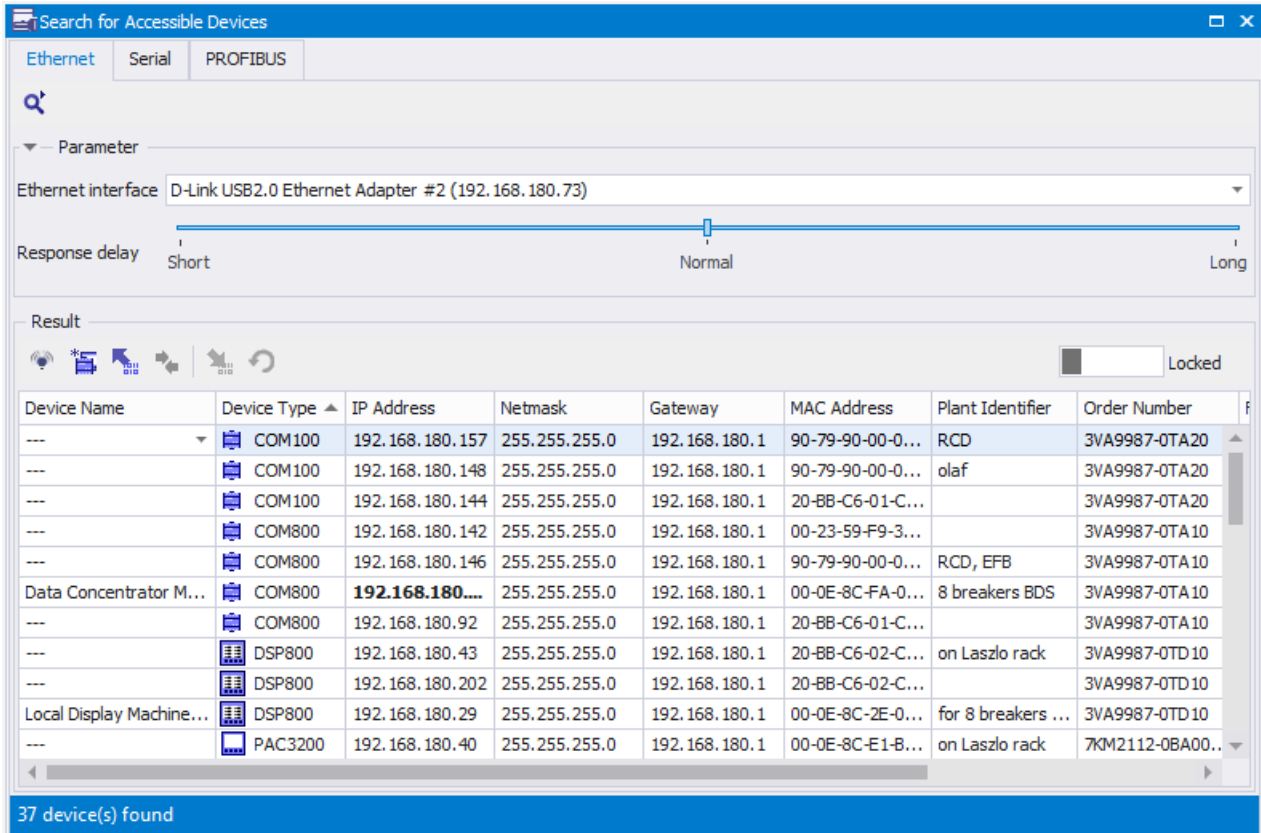 Search for Accessible Devices
Ethernet Serial PROFIBUS
Parameter
Ethernet interface D-Link USB2.0 Ethernet Adapter #2 (192.168.180.73)
Response delay Short Normal Long
Result
Locked
Device Name Device Type IP Address Netmask Gateway MAC Address Plant Identifier Order Number
--- COM100 192.168.180.157 255.255.255.0 192.168.180.1 90-79-90-00-0... RCD 3VA9987-0TA20
--- COM100 192.168.180.148 255.255.255.0 192.168.180.1 90-79-90-00-0... olaf 3VA9987-0TA20
--- COM100 192.168.180.144 255.255.255.0 192.168.180.1 20-BB-C6-01-C... 3VA9987-0TA20
--- COM800 192.168.180.142 255.255.255.0 192.168.180.1 00-23-59-F9-3... 3VA9987-0TA10
--- COM800 192.168.180.146 255.255.255.0 192.168.180.1 90-79-90-00-0... RCD, EFB 3VA9987-0TA10
Data Concentrator M... COM800 192.168.180.... 255.255.255.0 192.168.180.1 00-0E-8C-FA-0... 8 breakers BDS 3VA9987-0TA10
--- COM800 192.168.180.92 255.255.255.0 192.168.180.1 20-BB-C6-01-C... 3VA9987-0TA10
--- DSP800 192.168.180.43 255.255.255.0 192.168.180.1 20-BB-C6-02-C... on Laszlo rack 3VA9987-0TD10
--- DSP800 192.168.180.202 255.255.255.0 192.168.180.1 20-BB-C6-02-C... 3VA9987-0TD10
Local Display Machine... DSP800 192.168.180.29 255.255.255.0 192.168.180.1 00-0E-8C-2E-0... for 8 breakers ... 3VA9987-0TD10
--- PAC3200 192.168.180.40 255.255.255.0 192.168.180.1 00-0E-8C-E1-B... on Laszlo rack 7KM2112-0BA00..
37 device(s) found